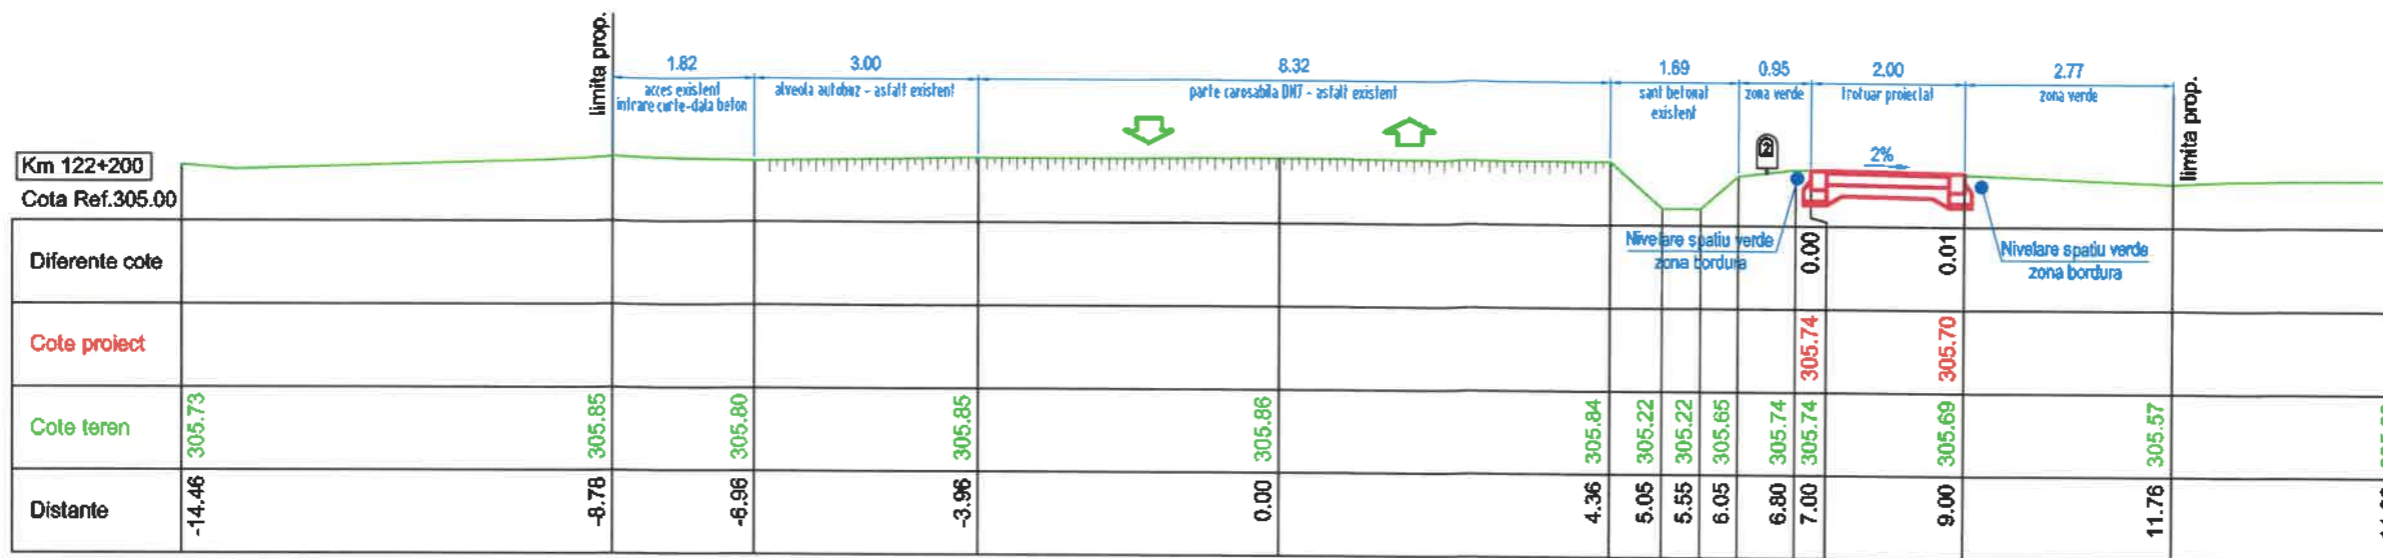 limita prop.
1.82
acces existent
intrare curte-dala beton
3.00
alveola autobuz - asfalt existent
8.32
parte carosabila DN7 - asfalt existent
1.69
sant betonat
existent
0.95
zona verde
2.00
trotuar proiectat
2.77
zona verde
limita prop.
Km 122+200
Cota Ref.305.00
2
2%
Nivelare spatiu verde
zona bordura
Nivelare spatiu verde
zona bordura
Diferente cote
0.00
0.01
Cote proiect
305.74
305.70
Cote teren
305.73
305.85
305.80
305.85
305.86
305.84
305.22
305.22
305.65
305.74
305.74
305.69
305.57
Distante
-14.46
-8.78
-6.96
-3.96
0.00
4.36
5.05
5.55
6.05
6.80
7.00
9.00
11.76